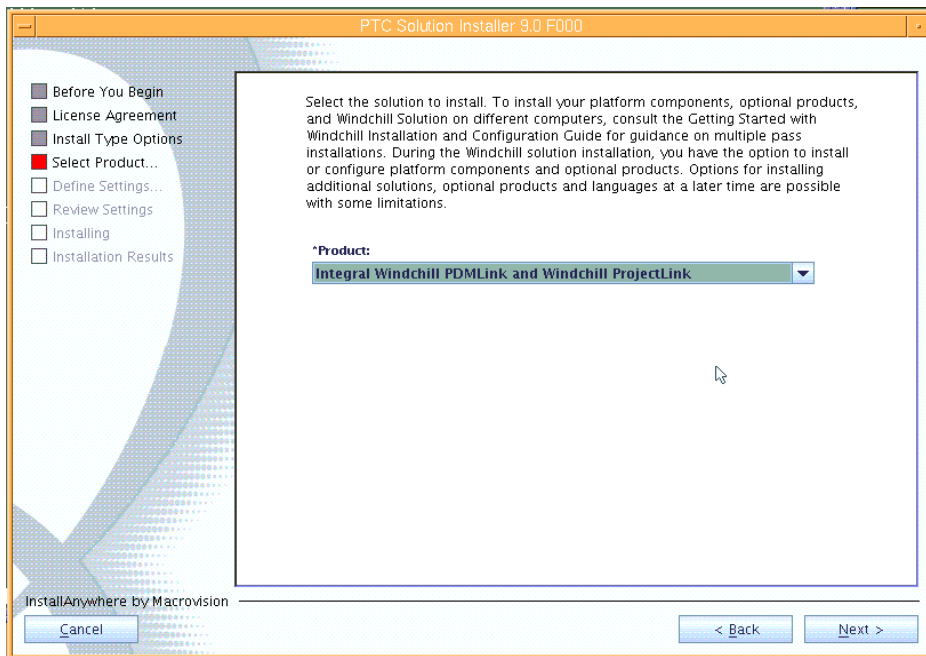 PTC Solution Installer 9.0 F000
Before You Begin
License Agreement
Install Type Options
Select Product...
Define Settings...
Review Settings
Installing
Installation Results
Select the solution to install. To install your platform components, optional products,
and Windchill Solution on different computers, consult the Getting Started with
Windchill Installation and Configuration Guide for guidance on multiple pass
installations. During the Windchill solution installation, you have the option to install
or configure platform components and optional products. Options for installing
additional solutions, optional products and languages at a later time are possible
with some limitations.
*Product:
Integral Windchill PDMLink and Windchill ProjectLink
InstallAnywhere by Macrovision
Cancel
< Back
Next >